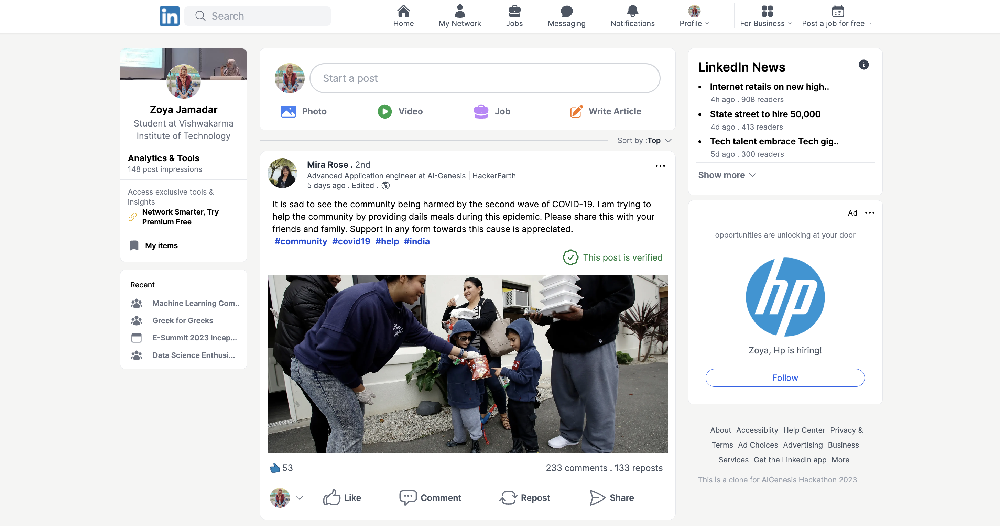 in
Search
Home
My Network
Jobs
Messaging
Notifications
Profile
For Business
Post a job for free
Zoya Jamadar
Student at Vishwakarma
Institute of Technology
Analytics & Tools
148 post impressions
Access exclusive tools &
insights
Network Smarter, Try
Premium Free
My items
Recent
Machine Learning Com..
Greek for Greeks
E-Summit 2023 Incep...
Data Science Enthusi...
Start a post
Photo
Video
Job
Write Article
Sort by :Top
Mira Rose . 2nd
Advanced Application engineer at AI-Genesis | HackerEarth
5 days ago . Edited .
It is sad to see the community being harmed by the second wave of COVID-19. I am trying to
help the community by providing dails meals during this epidemic. Please share this with your
friends and family. Support in any form towards this cause is appreciated.
#community #covid19 #help #india
This post is verified
Be
53
233 comments . 133 reposts
Like
Comment
Repost
Share
LinkedIn News
• Internet retails on new high..
4h ago . 908 readers
• State street to hire 50,000
4d ago . 413 readers
• Tech talent embrace Tech gig..
5d ago . 300 readers
Show more
Ad
opportunities are unlocking at your door
hp
Zoya, Hp is hiring!
Follow
About Accessiblity Help Center Privacy &
Terms Ad Choices Advertising Business
Services Get the LinkedIn app More
This is a clone for AIGenesis Hackathon 2023